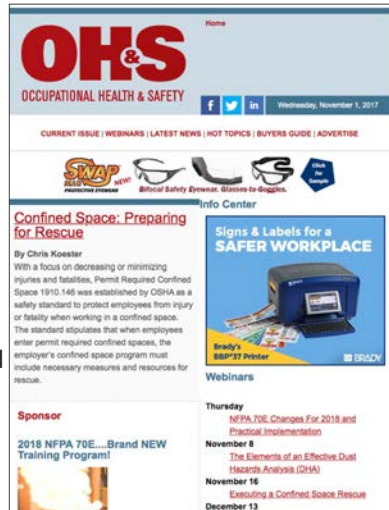 Home
OH&S
OCCUPATIONAL HEALTH & SAFETY
f in Wednesday, November 1, 2017
CURRENT ISSUE | WEBINARS | LATEST NEWS | HOT TOPICS | BUYERS GUIDE | ADVERTISE
SWAP
PROTECTIVE EYEWEAR
NEW!
Bifocal Safety Eyewear. Glasses-to-Goggles.
Click
for
Sample
Confined Space: Preparing
for Rescue
By Chris Koester
With a focus on decreasing or minimizing
injuries and fatalities, Permit Required Confined
Space 1910.146 was established by OSHA as a
safety standard to protect employees from injury
or fatality when working in a confined space.
The standard stipulates that when employees
enter permit required confined spaces, the
employer's confined space program must
include necessary measures and resources for
rescue.
Sponsor
2018 NFPA 70E....Brand NEW
Training Program!
Info Center
Signs & Labels for a
SAFER WORKPLACE
Brady's
BBP®37 Printer
BRADY
Webinars
Thursday
NFPA 70E Changes For 2018 and
Practical Implementation
November 8
The Elements of an Effective Dust
Hazards Analysis (DHA)
November 16
Executing a Confined Space Rescue
December 13